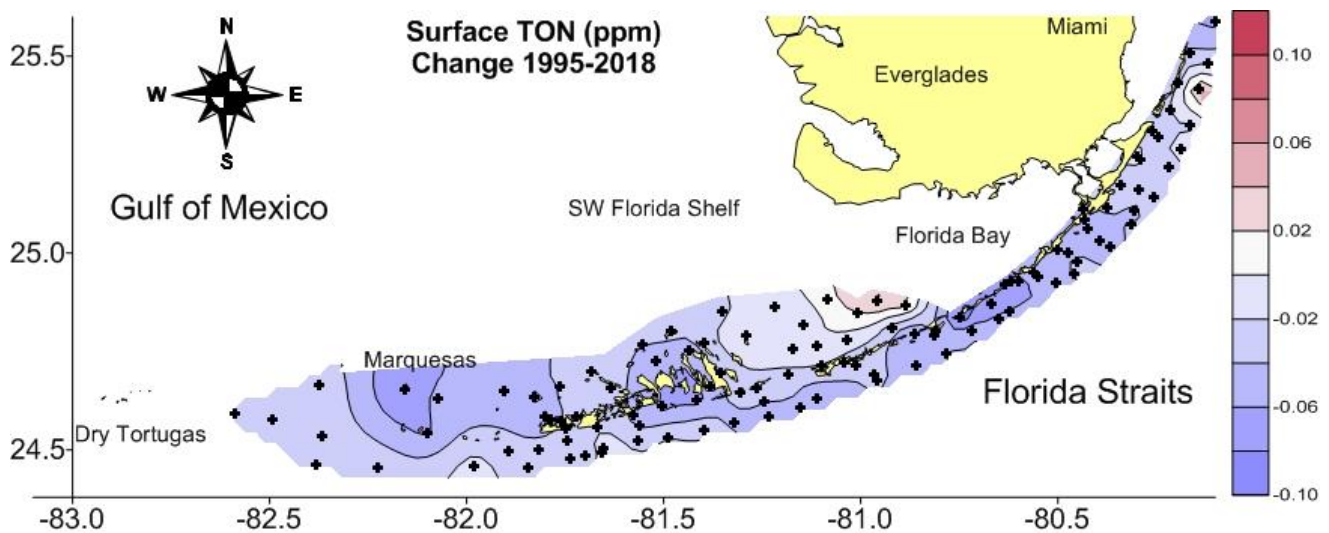 Surface TON (ppm)
Change 1995-2018
N
W
E
S
Miami
Everglades
Gulf of Mexico
SW Florida Shelf
Florida Bay
Marquesas
Florida Straits
Dry Tortugas
25.5
25.0
24.5
-83.0
-82.5
-82.0
-81.5
-81.0
-80.5
0.10
0.06
0.02
-0.02
-0.06
-0.10